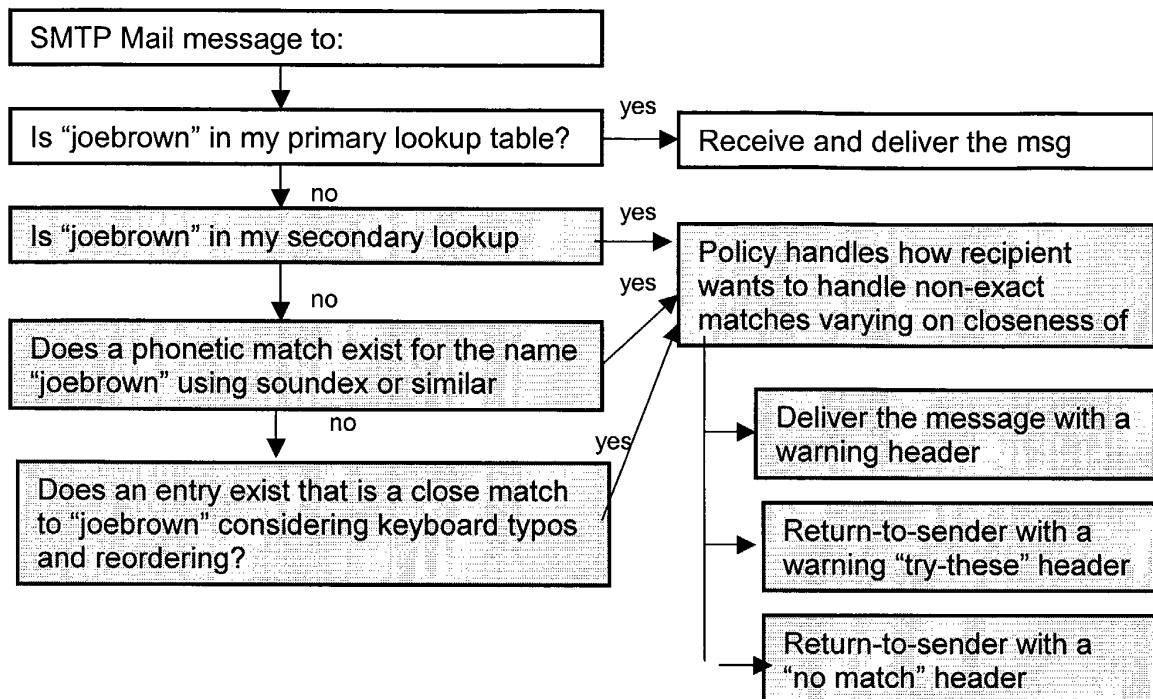 SMTP Mail message to:
Is “joebrown” in my primary lookup table?
yes
Receive and deliver the msg
no
Is “joebrown” in my secondary lookup
yes
Policy handles how recipient
wants to handle non-exact
matches varying on closeness of
no
yes
Does a phonetic match exist for the name
“joebrown” using soundex or similar
no
yes
Does an entry exist that is a close match
to “joebrown” considering keyboard typos
and reordering?
Deliver the message with a
warning header
Return-to-sender with a
warning “try-these” header
Return-to-sender with a
“no match” header